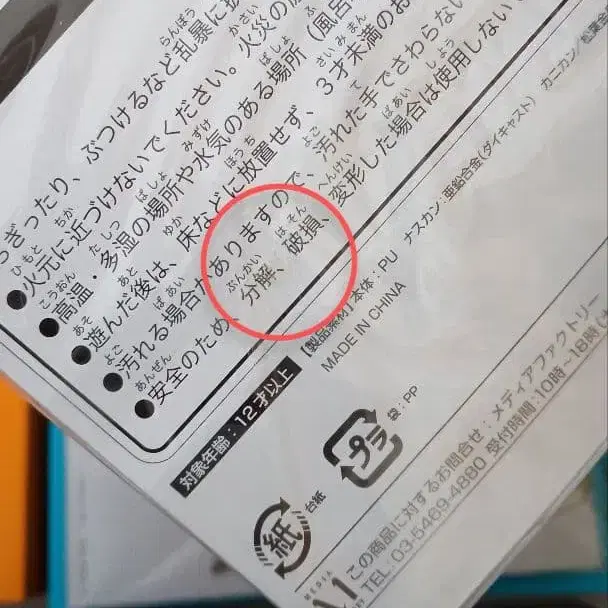 らぎったり、ぶつけるなど乱暴に
●火元に近づけないでください。火災の
●高温・多湿の場所や水気のある場所（風呂
●遊んだ後は、床などに放置せず、3才未満のお
●汚れる場合がありますので、汚れた手でさわらない
●安全のため、分解、破損、変形した場合は使用しない
対象年齢：12才以上
【製品素材】本体：PU ナスカン：亜鉛合金(ダイキャスト) カニカン/
MADE IN CHINA
プラ
袋：PP
紙
台紙
MEDIA
この商品に対するお問合せ：メディアファクトリー
TEL：03-5469-4880 受付時間：10時～18時